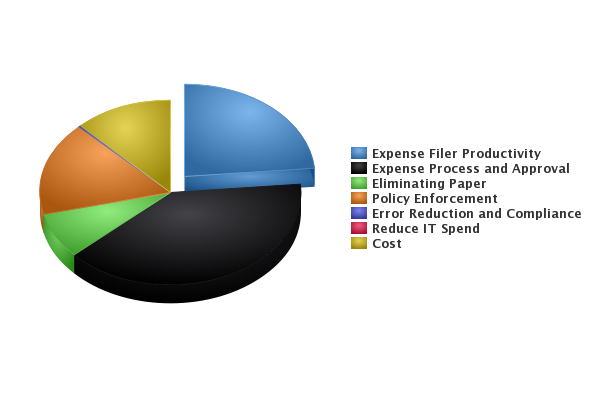 Expense Filer Productivity
Expense Process and Approval
Eliminating Paper
Policy Enforcement
Error Reduction and Compliance
Reduce IT Spend
Cost